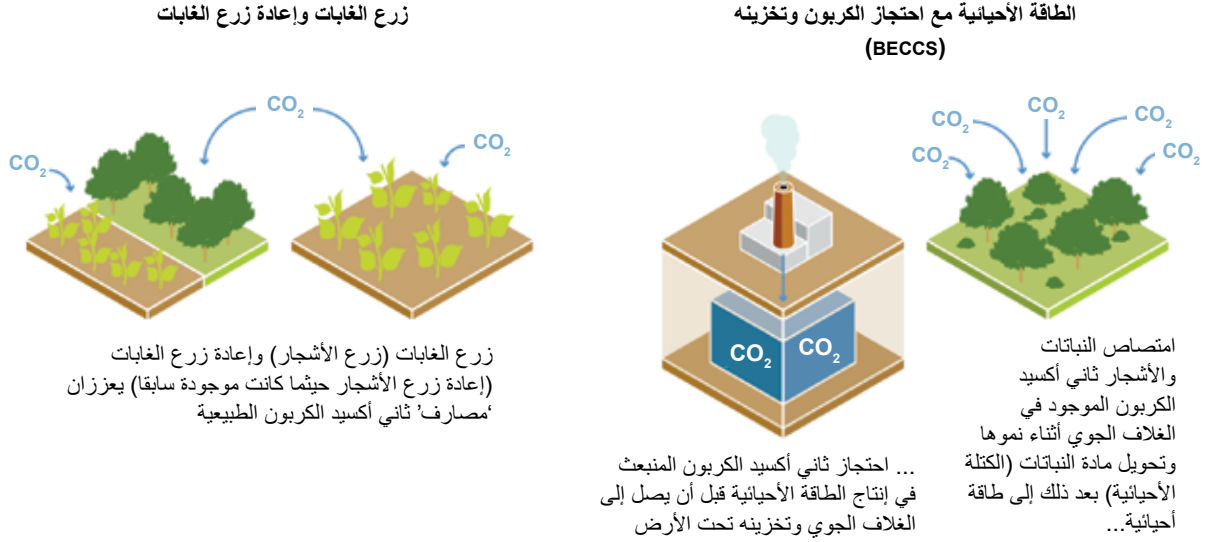 الطاقة الأحيائية مع احتجاز الكربون وتخزينه
(BECCS)
CO2
CO2
CO2
CO2
CO2
امتصاص النباتات
والأشجار ثاني أكسيد
الكربون الموجود في
الغلاف الجوي أثناء نموها
وتحويل مادة النباتات (الكتلة
الأحيائية) بعد ذلك إلى طاقة
أحيائية...
CO2
CO2
... احتجاز ثاني أكسيد الكربون المنبعث
في إنتاج الطاقة الأحيائية قبل أن يصل إلى
الغلاف الجوي وتخزينه تحت الأرض
زرع الغابات وإعادة زرع الغابات
CO2
CO2
CO2
زرع الغابات (زرع الأشجار) وإعادة زرع الغابات
(إعادة زرع الأشجار حيثما كانت موجودة سابقا) يعززان
‘مصارف’ ثاني أكسيد الكربون الطبيعية